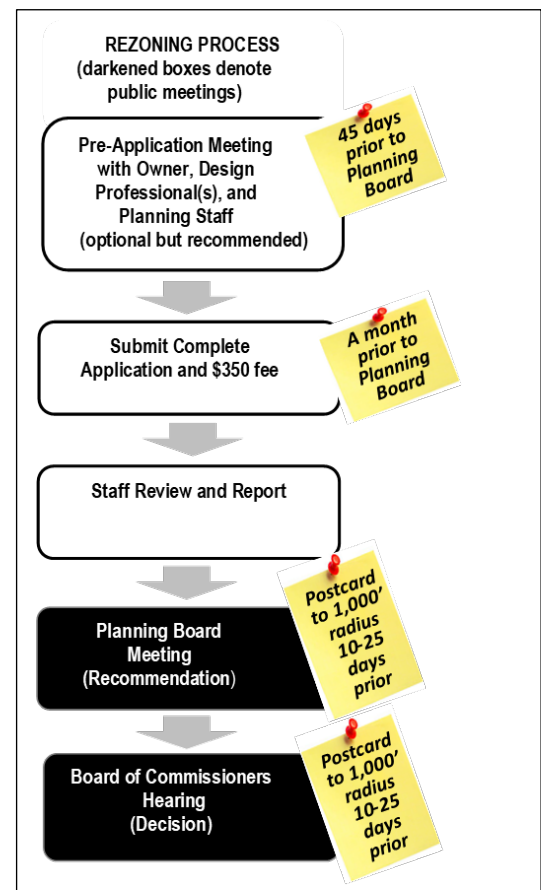 REZONING PROCESS
(darkened boxes denote
public meetings)
Pre-Application Meeting
with Owner, Design
Professional(s), and
Planning Staff
(optional but recommended)
45 days
prior to
Planning
Board
Submit Complete
Application and $350 fee
A month
prior to
Planning
Board
Staff Review and Report
Planning Board
Meeting
(Recommendation)
Postcard
to 1,000’
radius
10-25
days
prior
Board of Commissioners
Hearing
(Decision)
Postcard
to 1,000’
radius
10-25
days
prior